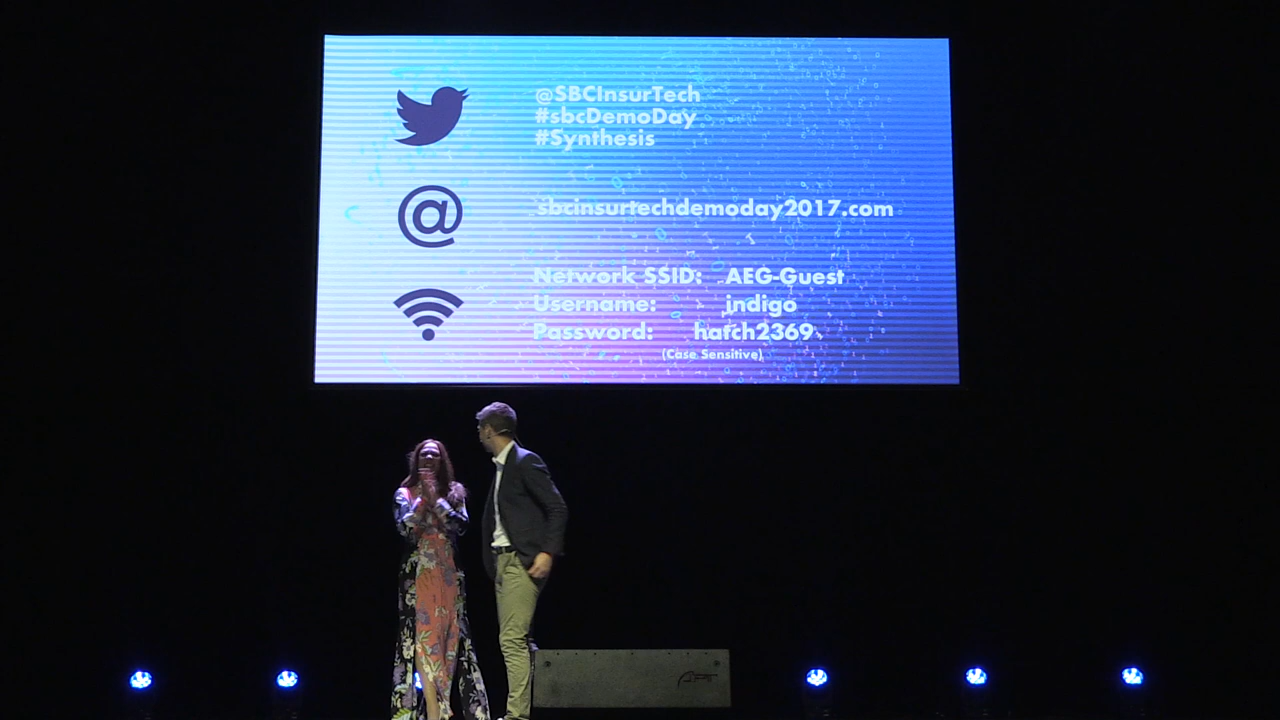 @SBCInsurTech
#sbcDemoDay
#Synthesis
@
sbcinsurtechdemoday2017.com
Network SSID: AEG-Guest
Username: indigo
Password: hatch2369
(Case Sensitive)